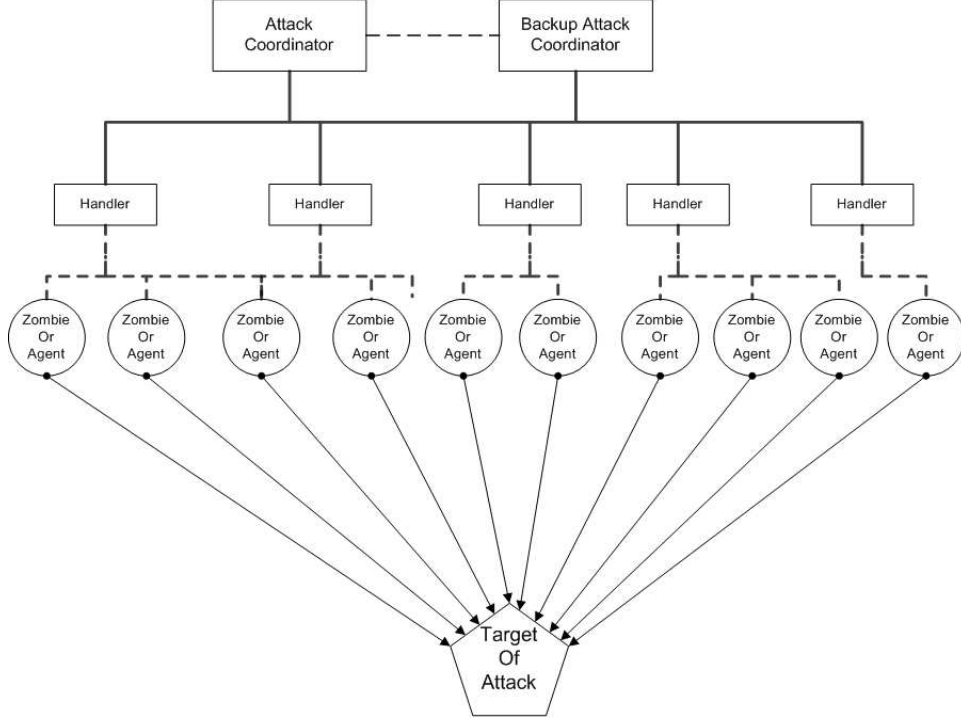 Attack
Coordinator
Backup Attack
Coordinator
Handler
Handler
Handler
Handler
Handler
Zombie
Or
Agent
Zombie
Or
Agent
Zombie
Or
Agent
Zombie
Or
Agent
Zombie
Or
Agent
Zombie
Or
Agent
Zombie
Or
Agent
Zombie
Or
Agent
Zombie
Or
Agent
Zombie
Or
Agent
Target
Of
Attack